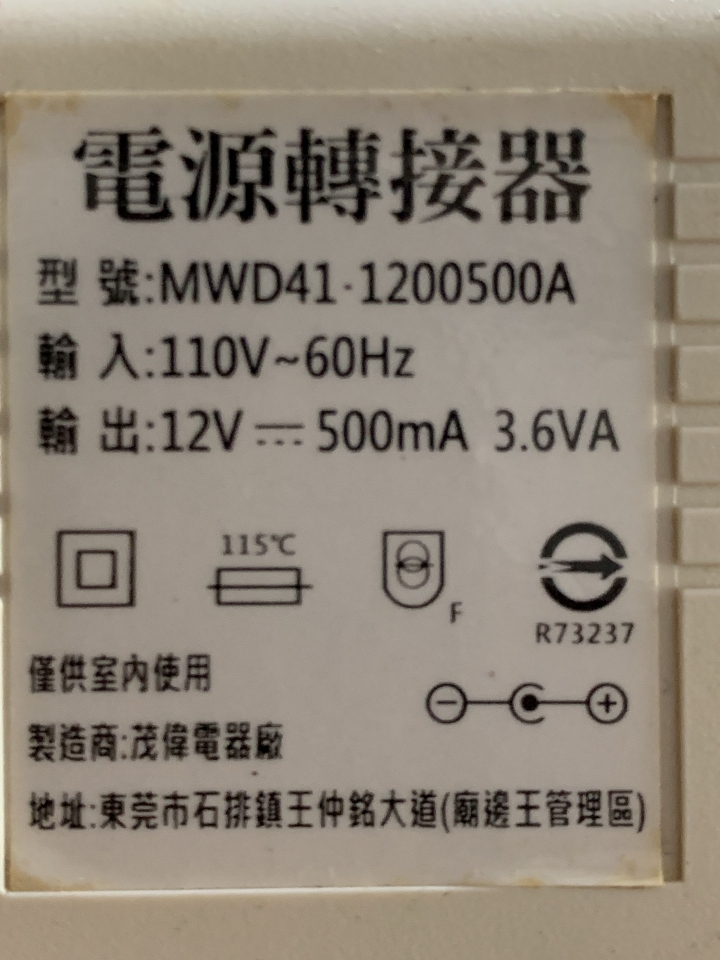 電源轉接器
型 號:MWD41-1200500A
輸 入:110V~60Hz
輸 出:12V⎓500mA 3.6VA
115℃
F
R73237
僅供室內使用
製造商:茂偉電器廠
地址:東莞市石排鎮王仲銘大道(廟邊王管理區)